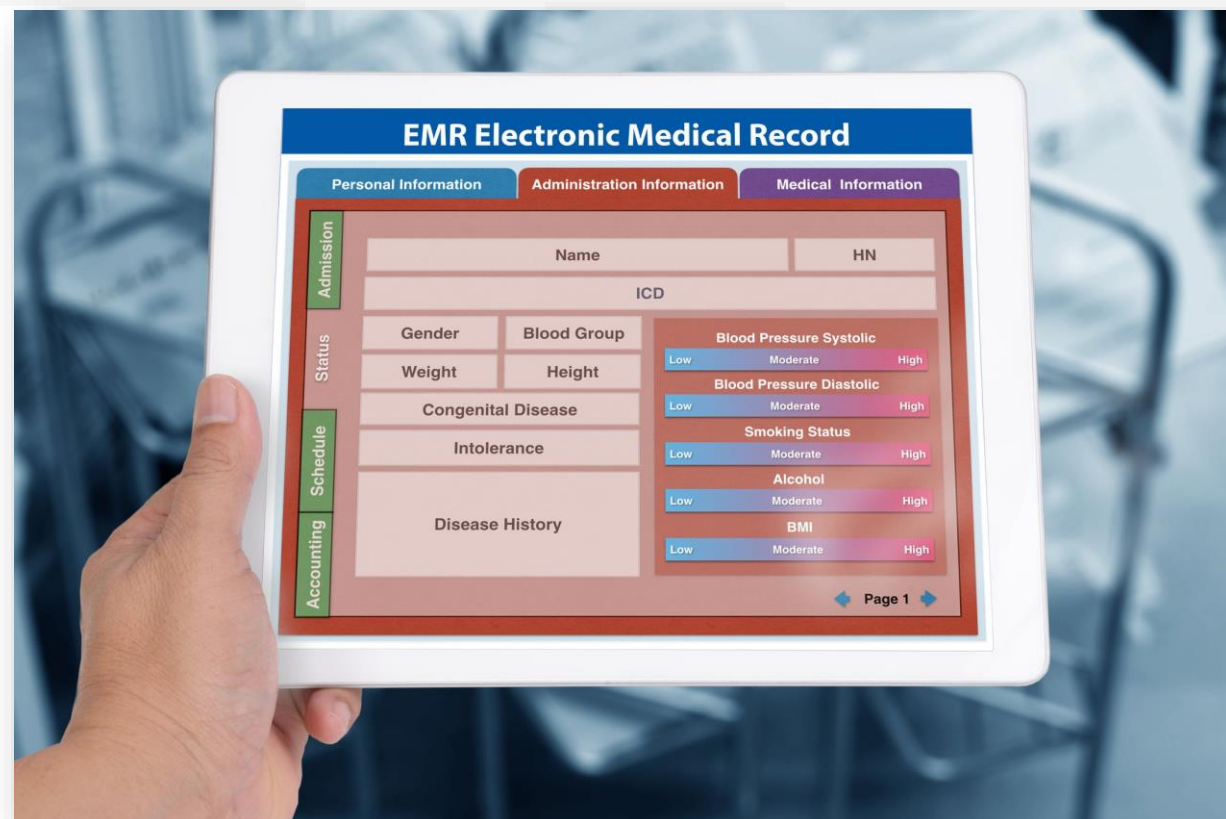 EMR Electronic Medical Record
Personal Information
Administration Information
Medical Information
Admission
Status
Schedule
Accounting
Name
HN
ICD
Gender
Blood Group
Weight
Height
Congenital Disease
Intolerance
Disease History
Blood Pressure Systolic
Low Moderate High
Blood Pressure Diastolic
Low Moderate High
Smoking Status
Low Moderate High
Alcohol
Low Moderate High
BMI
Low Moderate High
Page 1